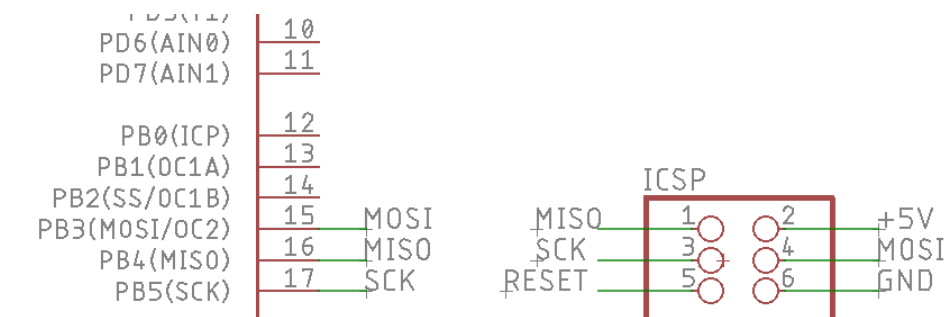 PD6(AIN0) 10
PD7(AIN1) 11
PB0(ICP) 12
PB1(OC1A) 13
PB2(SS/OC1B) 14
PB3(MOSI/OC2) 15 MOSI
PB4(MISO) 16 MISO
PB5(SCK) 17 SCK
ICSP
MISO 1 2 +5V
SCK 3 4 MOSI
RESET 5 6 GND